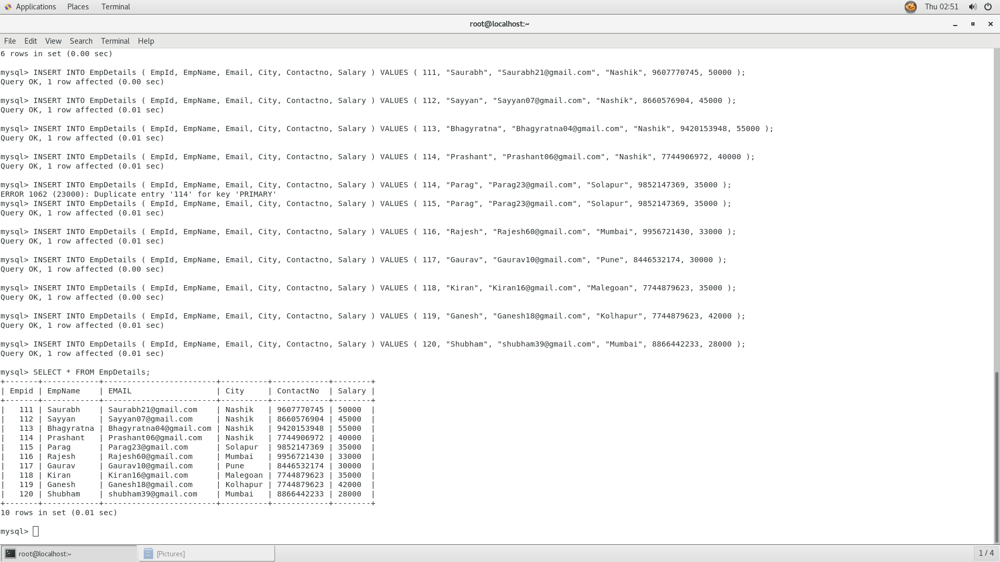 Applications Places Terminal Thu 02:51
root@localhost:~
File Edit View Search Terminal Help
6 rows in set (0.00 sec)
mysql> INSERT INTO EmpDetails ( EmpId, EmpName, Email, City, Contactno, Salary ) VALUES ( 111, "Saurabh", "Saurabh21@gmail.com", "Nashik", 9607770745, 50000 );
Query OK, 1 row affected (0.00 sec)
mysql> INSERT INTO EmpDetails ( EmpId, EmpName, Email, City, Contactno, Salary ) VALUES ( 112, "Sayyan", "Sayyan07@gmail.com", "Nashik", 8660576904, 45000 );
Query OK, 1 row affected (0.01 sec)
mysql> INSERT INTO EmpDetails ( EmpId, EmpName, Email, City, Contactno, Salary ) VALUES ( 113, "Bhagyratna", "Bhagyratna04@gmail.com", "Nashik", 9420153948, 55000 );
Query OK, 1 row affected (0.01 sec)
mysql> INSERT INTO EmpDetails ( EmpId, EmpName, Email, City, Contactno, Salary ) VALUES ( 114, "Prashant", "Prashant06@gmail.com", "Nashik", 7744906972, 40000 );
Query OK, 1 row affected (0.01 sec)
mysql> INSERT INTO EmpDetails ( EmpId, EmpName, Email, City, Contactno, Salary ) VALUES ( 114, "Parag", "Parag23@gmail.com", "Solapur", 9852147369, 35000 );
ERROR 1062 (23000): Duplicate entry '114' for key 'PRIMARY'
mysql> INSERT INTO EmpDetails ( EmpId, EmpName, Email, City, Contactno, Salary ) VALUES ( 115, "Parag", "Parag23@gmail.com", "Solapur", 9852147369, 35000 );
Query OK, 1 row affected (0.01 sec)
mysql> INSERT INTO EmpDetails ( EmpId, EmpName, Email, City, Contactno, Salary ) VALUES ( 116, "Rajesh", "Rajesh60@gmail.com", "Mumbai", 9956721430, 33000 );
Query OK, 1 row affected (0.01 sec)
mysql> INSERT INTO EmpDetails ( EmpId, EmpName, Email, City, Contactno, Salary ) VALUES ( 117, "Gaurav", "Gaurav10@gmail.com", "Pune", 8446532174, 30000 );
Query OK, 1 row affected (0.00 sec)
mysql> INSERT INTO EmpDetails ( EmpId, EmpName, Email, City, Contactno, Salary ) VALUES ( 118, "Kiran", "Kiran16@gmail.com", "Malegoan", 7744879623, 35000 );
Query OK, 1 row affected (0.00 sec)
mysql> INSERT INTO EmpDetails ( EmpId, EmpName, Email, City, Contactno, Salary ) VALUES ( 119, "Ganesh", "Ganesh18@gmail.com", "Kolhapur", 7744879623, 42000 );
Query OK, 1 row affected (0.01 sec)
mysql> INSERT INTO EmpDetails ( EmpId, EmpName, Email, City, Contactno, Salary ) VALUES ( 120, "Shubham", "shubham39@gmail.com", "Mumbai", 8866442233, 28000 );
Query OK, 1 row affected (0.01 sec)
mysql> SELECT * FROM EmpDetails;
+-------+------------+------------------------+----------+------------+--------+
| Empid | EmpName    | EMAIL                  | City     | ContactNo  | Salary |
+-------+------------+------------------------+----------+------------+--------+
|   111 | Saurabh    | Saurabh21@gmail.com    | Nashik   | 9607770745 | 50000  |
|   112 | Sayyan     | Sayyan07@gmail.com     | Nashik   | 8660576904 | 45000  |
|   113 | Bhagyratna | Bhagyratna04@gmail.com | Nashik   | 9420153948 | 55000  |
|   114 | Prashant   | Prashant06@gmail.com   | Nashik   | 7744906972 | 40000  |
|   115 | Parag      | Parag23@gmail.com      | Solapur  | 9852147369 | 35000  |
|   116 | Rajesh     | Rajesh60@gmail.com     | Mumbai   | 9956721430 | 33000  |
|   117 | Gaurav     | Gaurav10@gmail.com     | Pune     | 8446532174 | 30000  |
|   118 | Kiran      | Kiran16@gmail.com      | Malegoan | 7744879623 | 35000  |
|   119 | Ganesh     | Ganesh18@gmail.com     | Kolhapur | 7744879623 | 42000  |
|   120 | Shubham    | shubham39@gmail.com    | Mumbai   | 8866442233 | 28000  |
+-------+------------+------------------------+----------+------------+--------+
10 rows in set (0.01 sec)
mysql>
root@localhost:~ [Pictures] 1 / 4